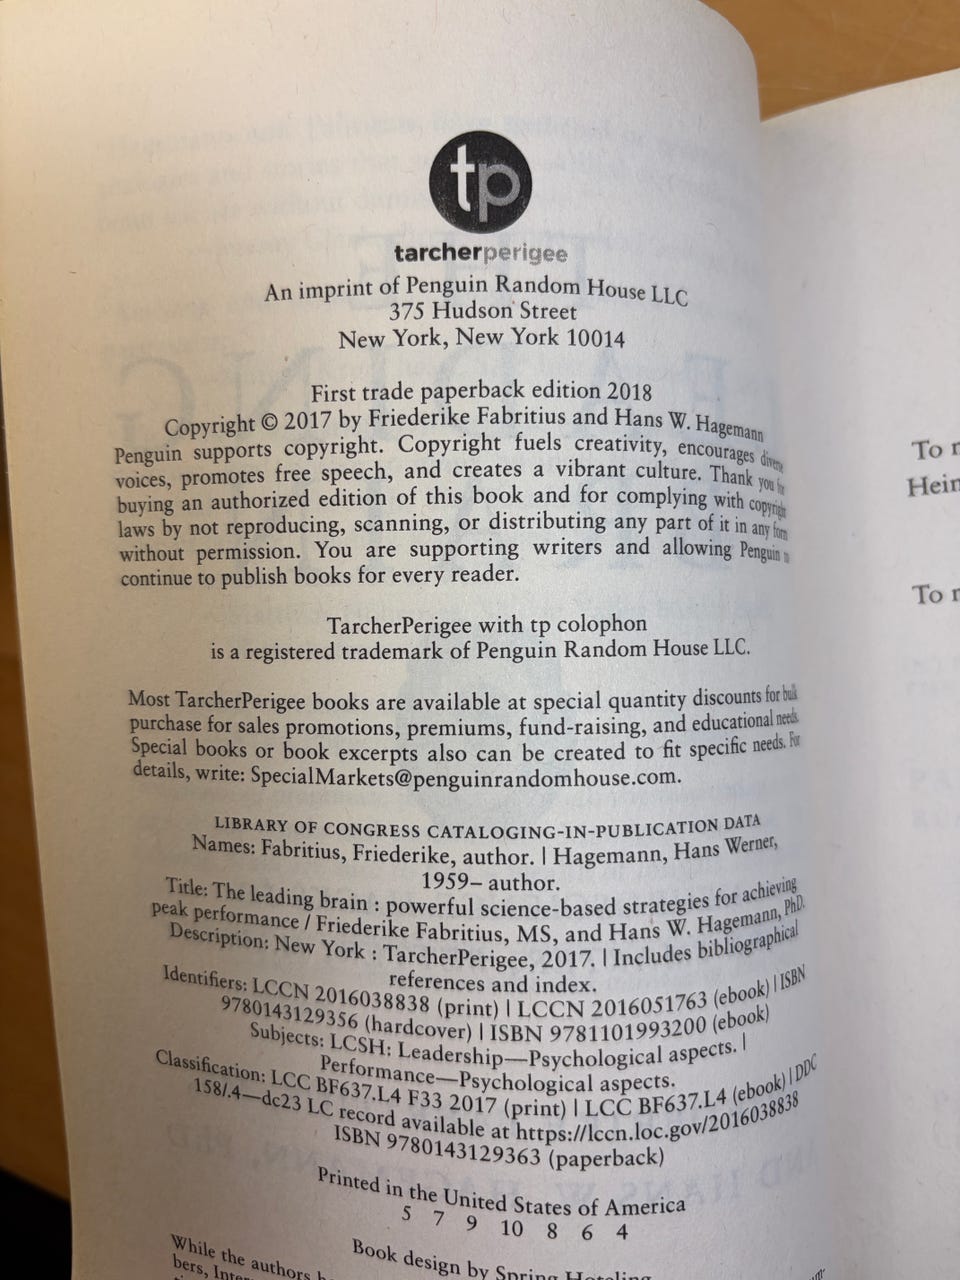 tp
tarcherperigee
An imprint of Penguin Random House LLC
375 Hudson Street
New York, New York 10014
First trade paperback edition 2018
Copyright © 2017 by Friederike Fabritius and Hans W. Hagemann
Penguin supports copyright. Copyright fuels creativity, encourages diverse
voices, promotes free speech, and creates a vibrant culture. Thank you for
buying an authorized edition of this book and for complying with copyright
laws by not reproducing, scanning, or distributing any part of it in any form
without permission. You are supporting writers and allowing Penguin to
continue to publish books for every reader.
TarcherPerigee with tp colophon
is a registered trademark of Penguin Random House LLC.
Most TarcherPerigee books are available at special quantity discounts for bulk
purchase for sales promotions, premiums, fund-raising, and educational needs.
Special books or book excerpts also can be created to fit specific needs. For
details, write: SpecialMarkets@penguinrandomhouse.com.
LIBRARY OF CONGRESS CATALOGING-IN-PUBLICATION DATA
Names: Fabritius, Friederike, author. | Hagemann, Hans Werner,
1959– author.
Title: The leading brain : powerful science-based strategies for achieving
peak performance / Friederike Fabritius, MS, and Hans W. Hagemann, PhD.
Description: New York : TarcherPerigee, 2017. | Includes bibliographical
references and index.
Identifiers: LCCN 2016038838 (print) | LCCN 2016051763 (ebook) | ISBN
9780143129356 (hardcover) | ISBN 9781101993200 (ebook)
Subjects: LCSH: Leadership—Psychological aspects. |
Performance—Psychological aspects.
Classification: LCC BF637.L4 F33 2017 (print) | LCC BF637.L4 (ebook) | DDC
158/.4—dc23 LC record available at https://lccn.loc.gov/2016038838
ISBN 9780143129363 (paperback)
Printed in the United States of America
5 7 9 10 8 6 4
Book design by Spring Hoteling
While the authors
bers,
To
Hein
To